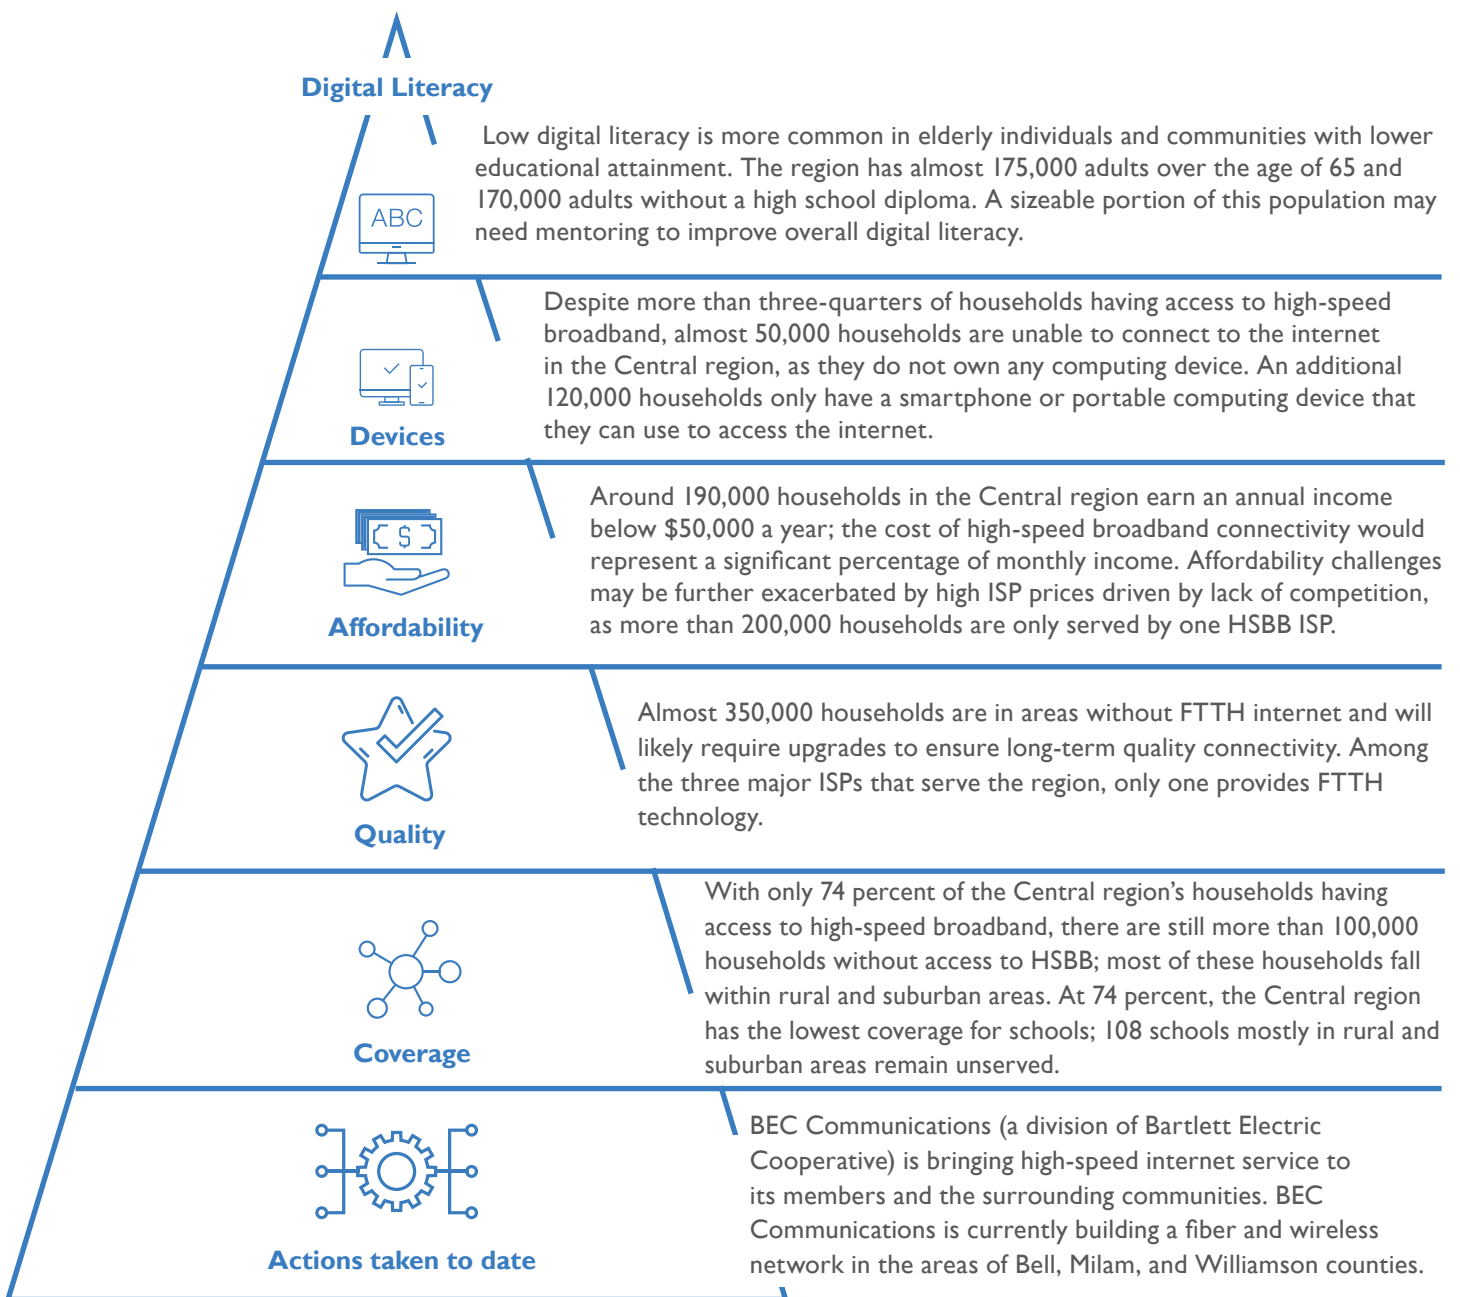 Digital Literacy
Low digital literacy is more common in elderly individuals and communities with lower
educational attainment. The region has almost 175,000 adults over the age of 65 and
170,000 adults without a high school diploma. A sizeable portion of this population may
need mentoring to improve overall digital literacy.
ABC
Despite more than three-quarters of households having access to high-speed
broadband, almost 50,000 households are unable to connect to the internet
in the Central region, as they do not own any computing device. An additional
120,000 households only have a smartphone or portable computing device that
they can use to access the internet.
Devices
Around 190,000 households in the Central region earn an annual income
below $50,000 a year; the cost of high-speed broadband connectivity would
represent a significant percentage of monthly income. Affordability challenges
may be further exacerbated by high ISP prices driven by lack of competition,
as more than 200,000 households are only served by one HSBB ISP.
$
Affordability
Almost 350,000 households are in areas without FTTH internet and will
likely require upgrades to ensure long-term quality connectivity. Among
the three major ISPs that serve the region, only one provides FTTH
technology.
Quality
With only 74 percent of the Central region's households having
access to high-speed broadband, there are still more than 100,000
households without access to HSBB; most of these households fall
within rural and suburban areas. At 74 percent, the Central region
has the lowest coverage for schools; 108 schools mostly in rural and
suburban areas remain unserved.
Coverage
BEC Communications (a division of Bartlett Electric
Cooperative) is bringing high-speed internet service to
its members and the surrounding communities. BEC
Communications is currently building a fiber and wireless
network in the areas of Bell, Milam, and Williamson counties.
Actions taken to date